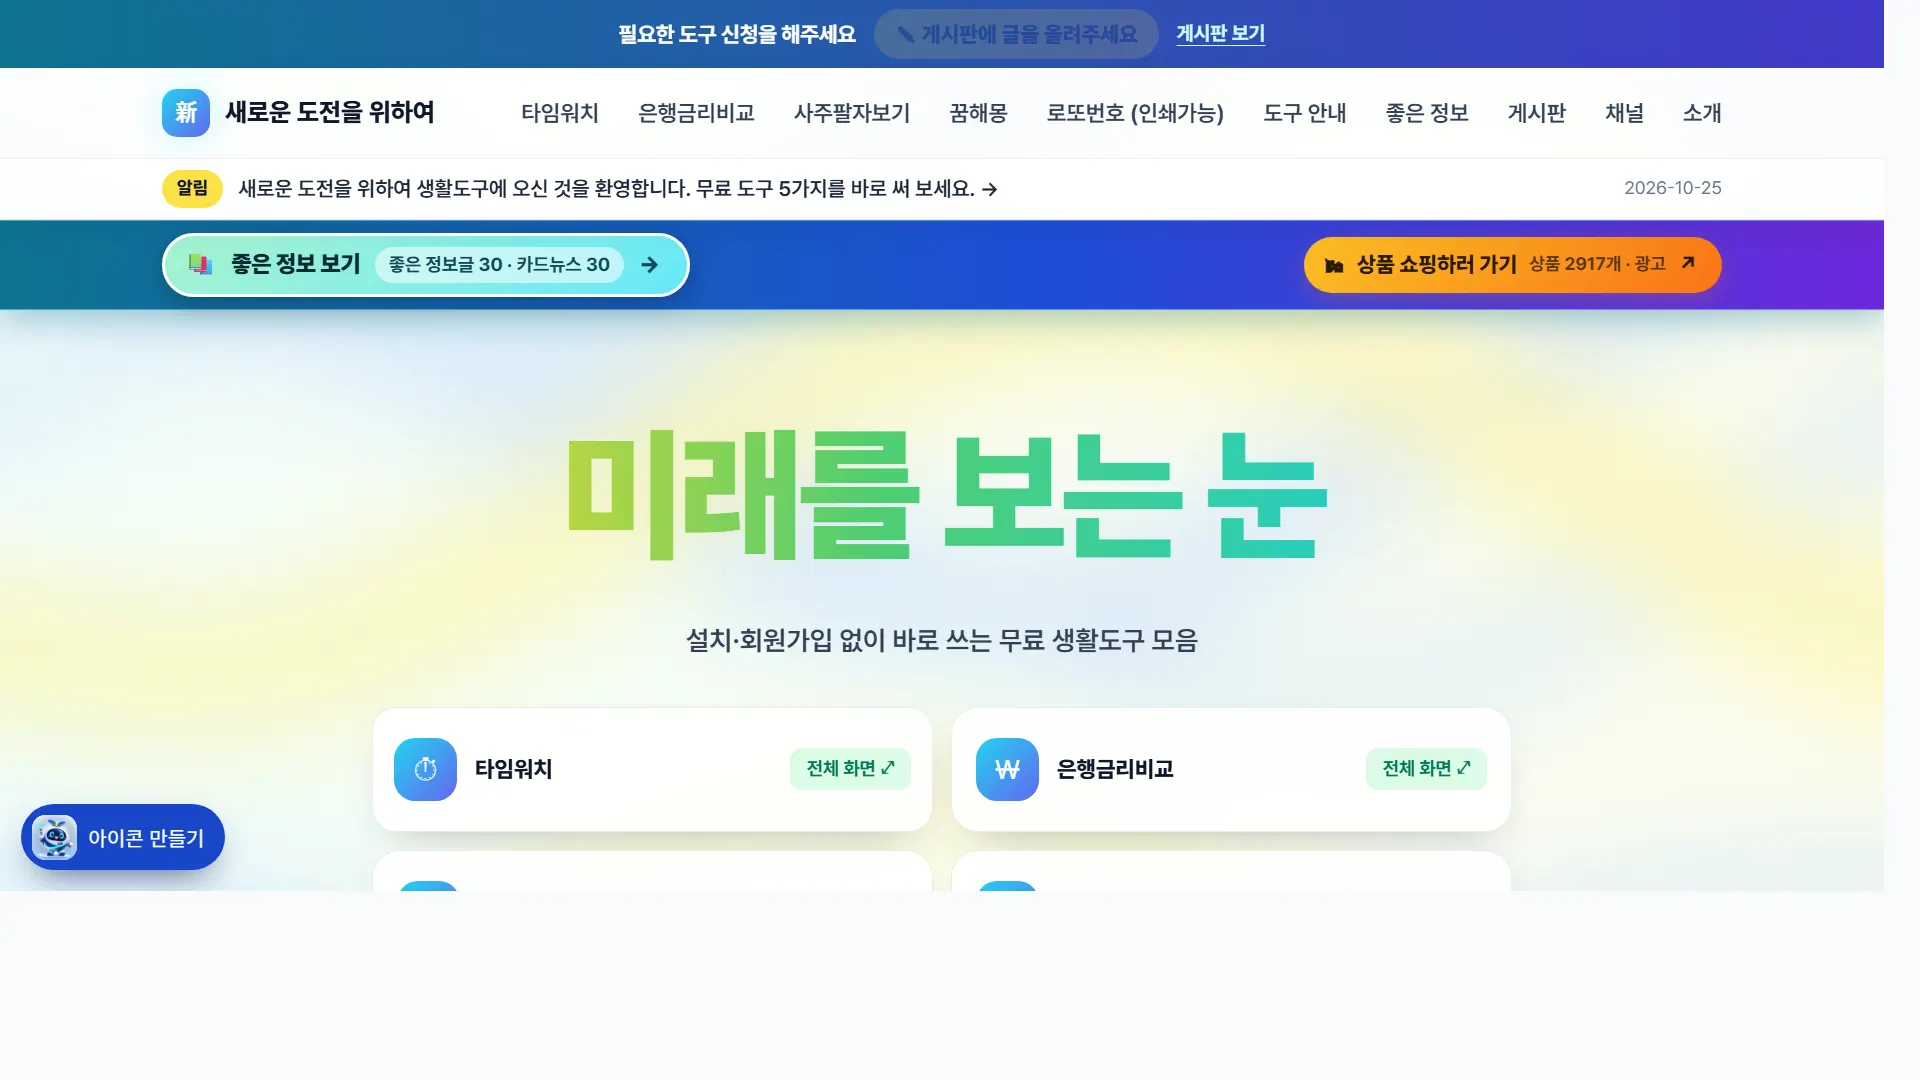 필요한 도구 신청을 해주세요 게시판에 글을 올려주세요 게시판 보기
新 새로운 도전을 위하여 타임워치 은행금리비교 사주팔자보기 꿈해몽 로또번호 (인쇄가능) 도구 안내 좋은 정보 게시판 채널 소개
알림 새로운 도전을 위하여 생활도구에 오신 것을 환영합니다. 무료 도구 5가지를 바로 써 보세요. → 2026-10-25
좋은 정보 보기 좋은 정보글 30 · 카드뉴스 30 → 상품 쇼핑하러 가기 상품 2917개 · 광고 ↗
미래를 보는 눈
설치·회원가입 없이 바로 쓰는 무료 생활도구 모음
타임워치 전체 화면 ⤢ ₩ 은행금리비교 전체 화면 ⤢
아이콘 만들기